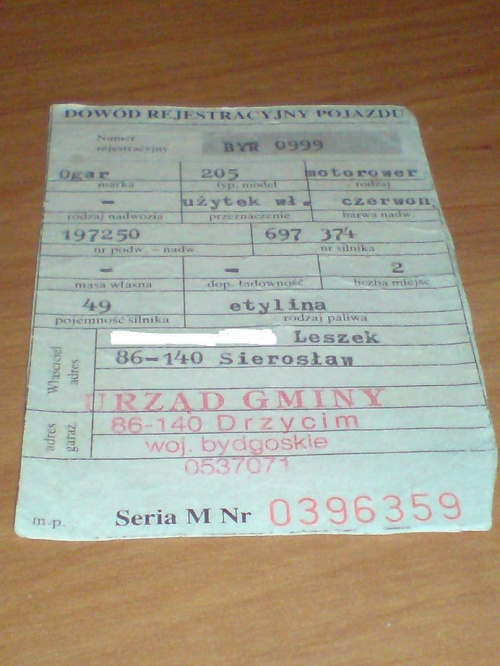 DOWÓD REJESTRACYJNY POJAZDU
Numer
rejestracyjny BYR 0999
Ogar 205 motorower
marka typ, model rodzaj
– użytek wł. czerwon
rodzaj nadwozia przeznaczenie barwa nadw.
197250 697 374
nr podw. – nadw nr silnika
– – 2
masa własna dop. ładowność liczba miejsc
49 etylina
pojemność silnika rodzaj paliwa
Właściciel
adres
Leszek
86-140 Sierosław
adres
garaż
URZĄD GMINY
86-140 Drzycim
woj. bydgoskie
0537071
m.p. Seria M Nr 0396359